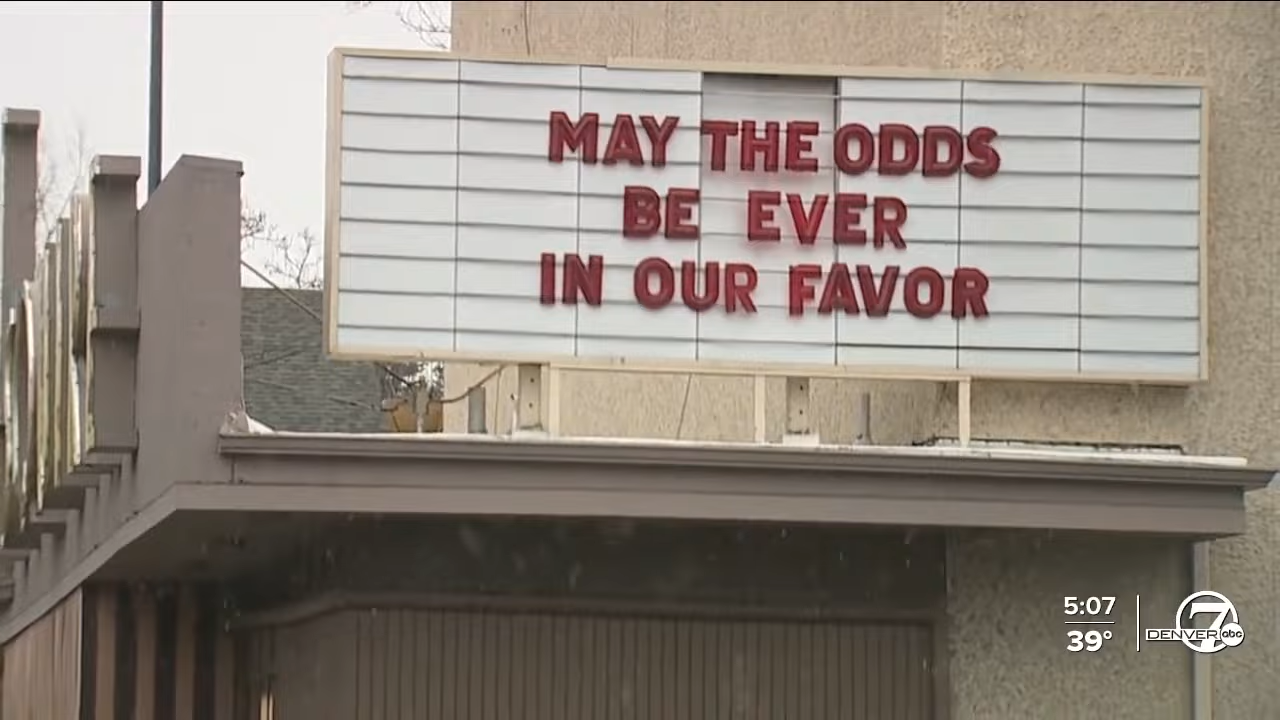 MAY THE ODDS
BE EVER
IN OUR FAVOR
5:07
39°
DENVER 7 abc